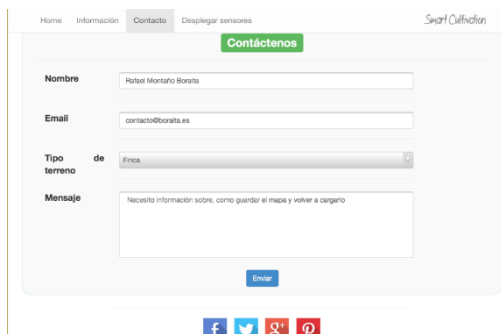 Home Información Contacto Desplegar sensores Smart Cultivation
Contáctenos
Nombre Rafael Montaño Boraita
Email contacto@boraita.es
Tipo de Finca
terreno
Mensaje Necesito información sobre, como guardar el mapa y volver a cargarlo
Enviar